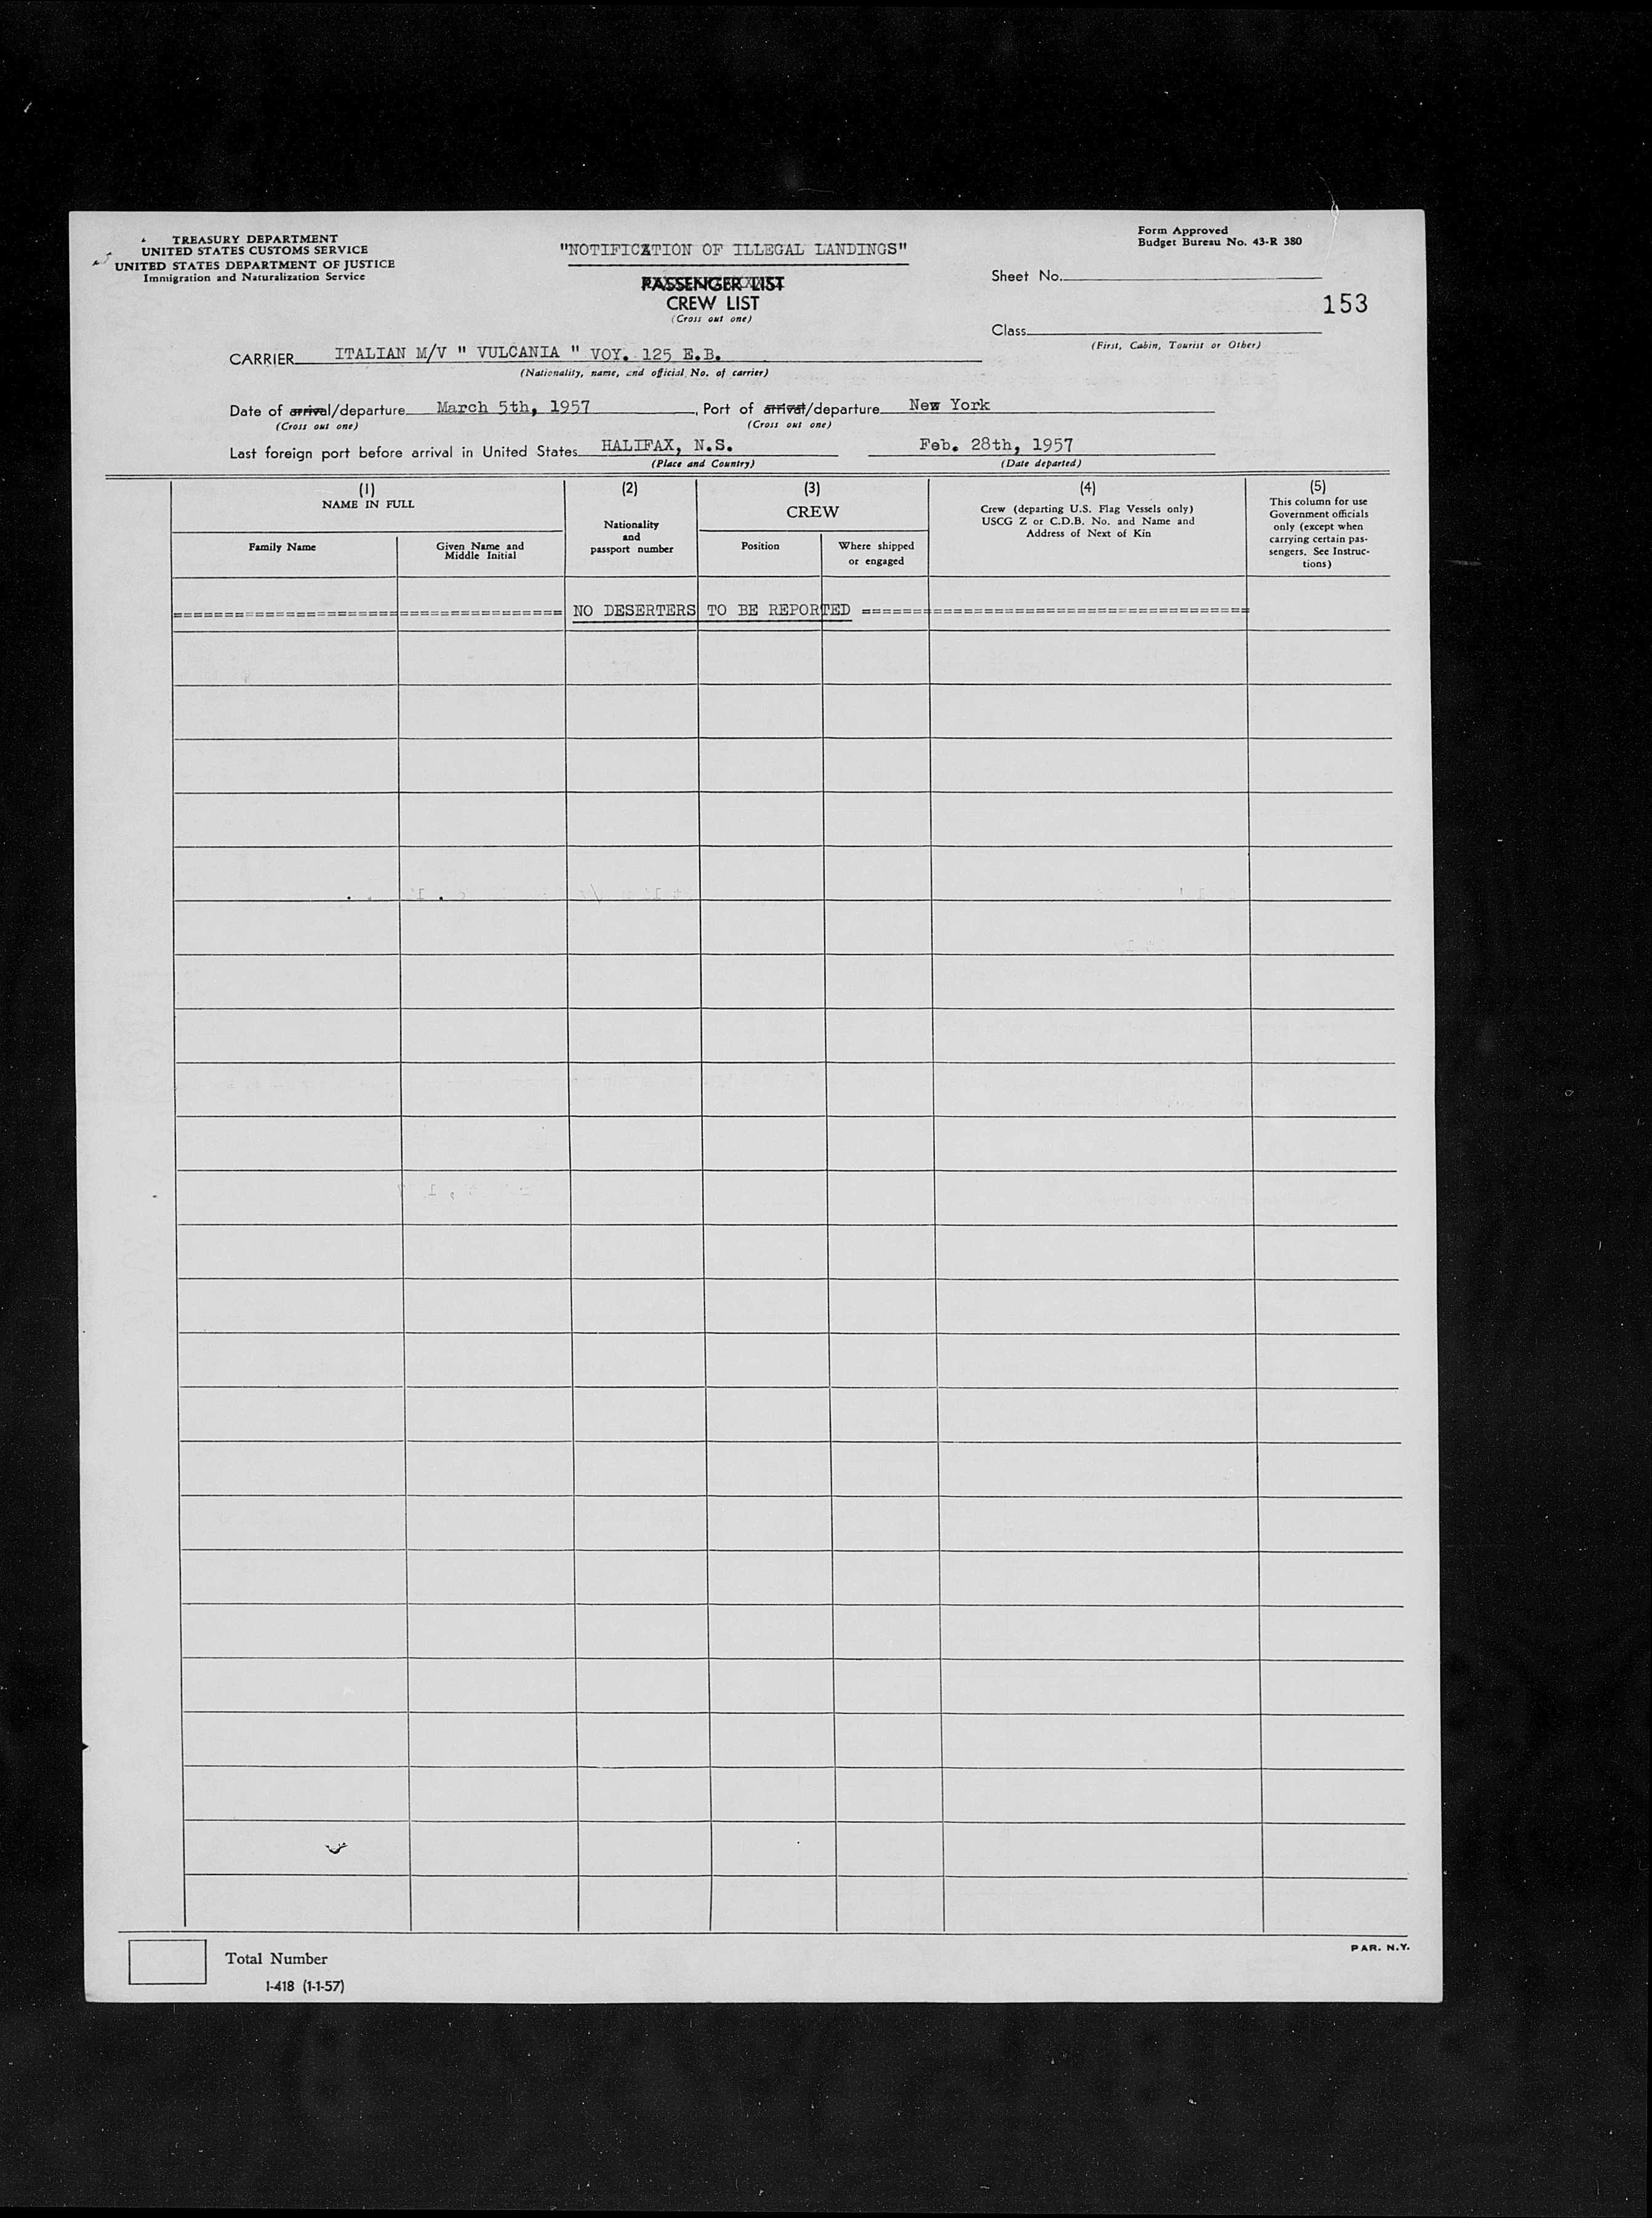 TREASURY DEPARTMENT
UNITED STATES CUSTOMS SERVICE
UNITED STATES DEPARTMENT OF JUSTICE
Immigration and Naturalization Service
"NOTIFICATION OF ILLEGAL LANDINGS"
PASSENGER LIST
CREW LIST
(Cross out one)
Form Approved
Budget Bureau No. 43-R 380
Sheet No.
153
Class
(First, Cabin, Tourist or Other)
CARRIER ITALIAN M/V " VULCANIA " VOY. 125 E.B.
(Nationality, name, and official No. of carrier)
Date of arrival/departure March 5th, 1957, Port of arrival/departure New York
(Cross out one) (Cross out one)
Last foreign port before arrival in United States HALIFAX, N.S. Feb. 28th, 1957
(Place and Country) (Date departed)
(1)
NAME IN FULL
Family Name
Given Name and
Middle Initial
(2)
Nationality
and
passport number
(3)
CREW
Position
Where shipped
or engaged
(4)
Crew (departing U.S. Flag Vessels only)
USCG Z or C.D.B. No. and Name and
Address of Next of Kin
(5)
This column for use
Government officials
only (except when
carrying certain pas-
sengers. See Instruc-
tions)
NO DESERTERS TO BE REPORTED
Total Number
I-418 (1-1-57)
PAR. N.Y.